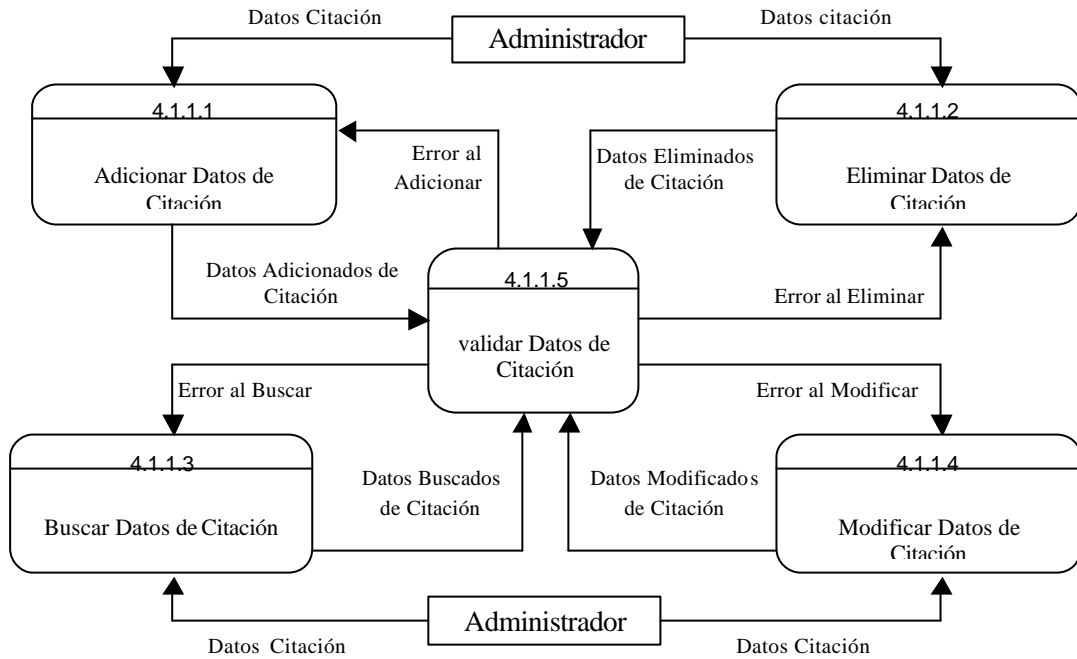 Datos Citación
Administrador
Datos citación
4.1.1.1
Adicionar Datos de
Citación
Error al
Adicionar
Datos Eliminados
de Citación
4.1.1.2
Eliminar Datos de
Citación
Datos Adicionados de
Citación
4.1.1.5
validar Datos de
Citación
Error al Eliminar
Error al Buscar
Error al Modificar
4.1.1.3
Buscar Datos de Citación
Datos Buscados
de Citación
Datos Modificados
de Citación
4.1.1.4
Modificar Datos de
Citación
Datos Citación
Administrador
Datos Citación